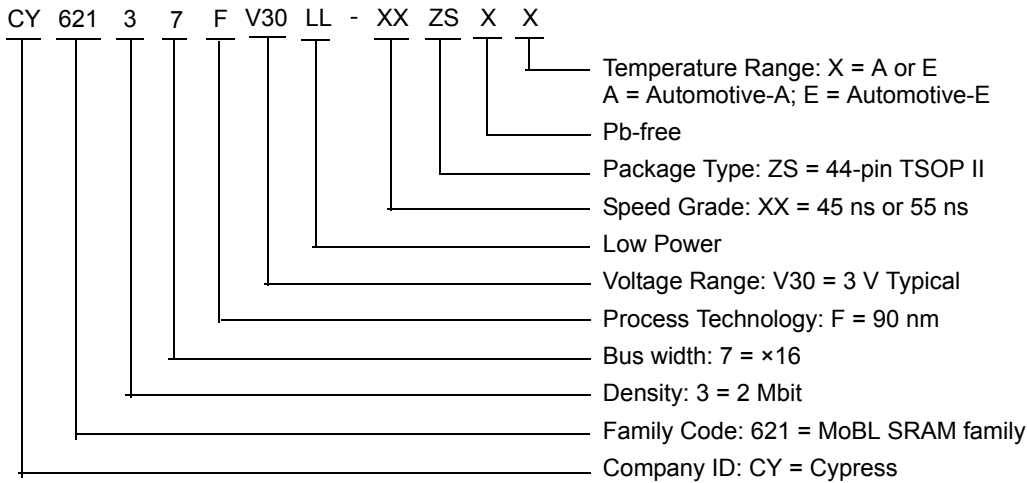 CY 621 3 7 F V30 LL - XX ZS X X
Temperature Range: X = A or E
A = Automotive-A; E = Automotive-E
Pb-free
Package Type: ZS = 44-pin TSOP II
Speed Grade: XX = 45 ns or 55 ns
Low Power
Voltage Range: V30 = 3 V Typical
Process Technology: F = 90 nm
Bus width: 7 = ×16
Density: 3 = 2 Mbit
Family Code: 621 = MoBL SRAM family
Company ID: CY = Cypress